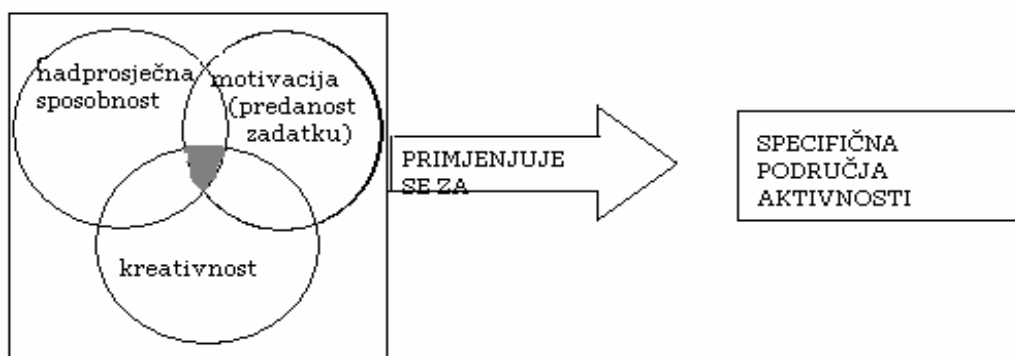 nadprosječna
sposobnost
motivacija
(predanost
zadatku)
kreativnost
PRIMJENJUJE
SE ZA
SPECIFIČNA
PODRUČJA
AKTIVNOSTI